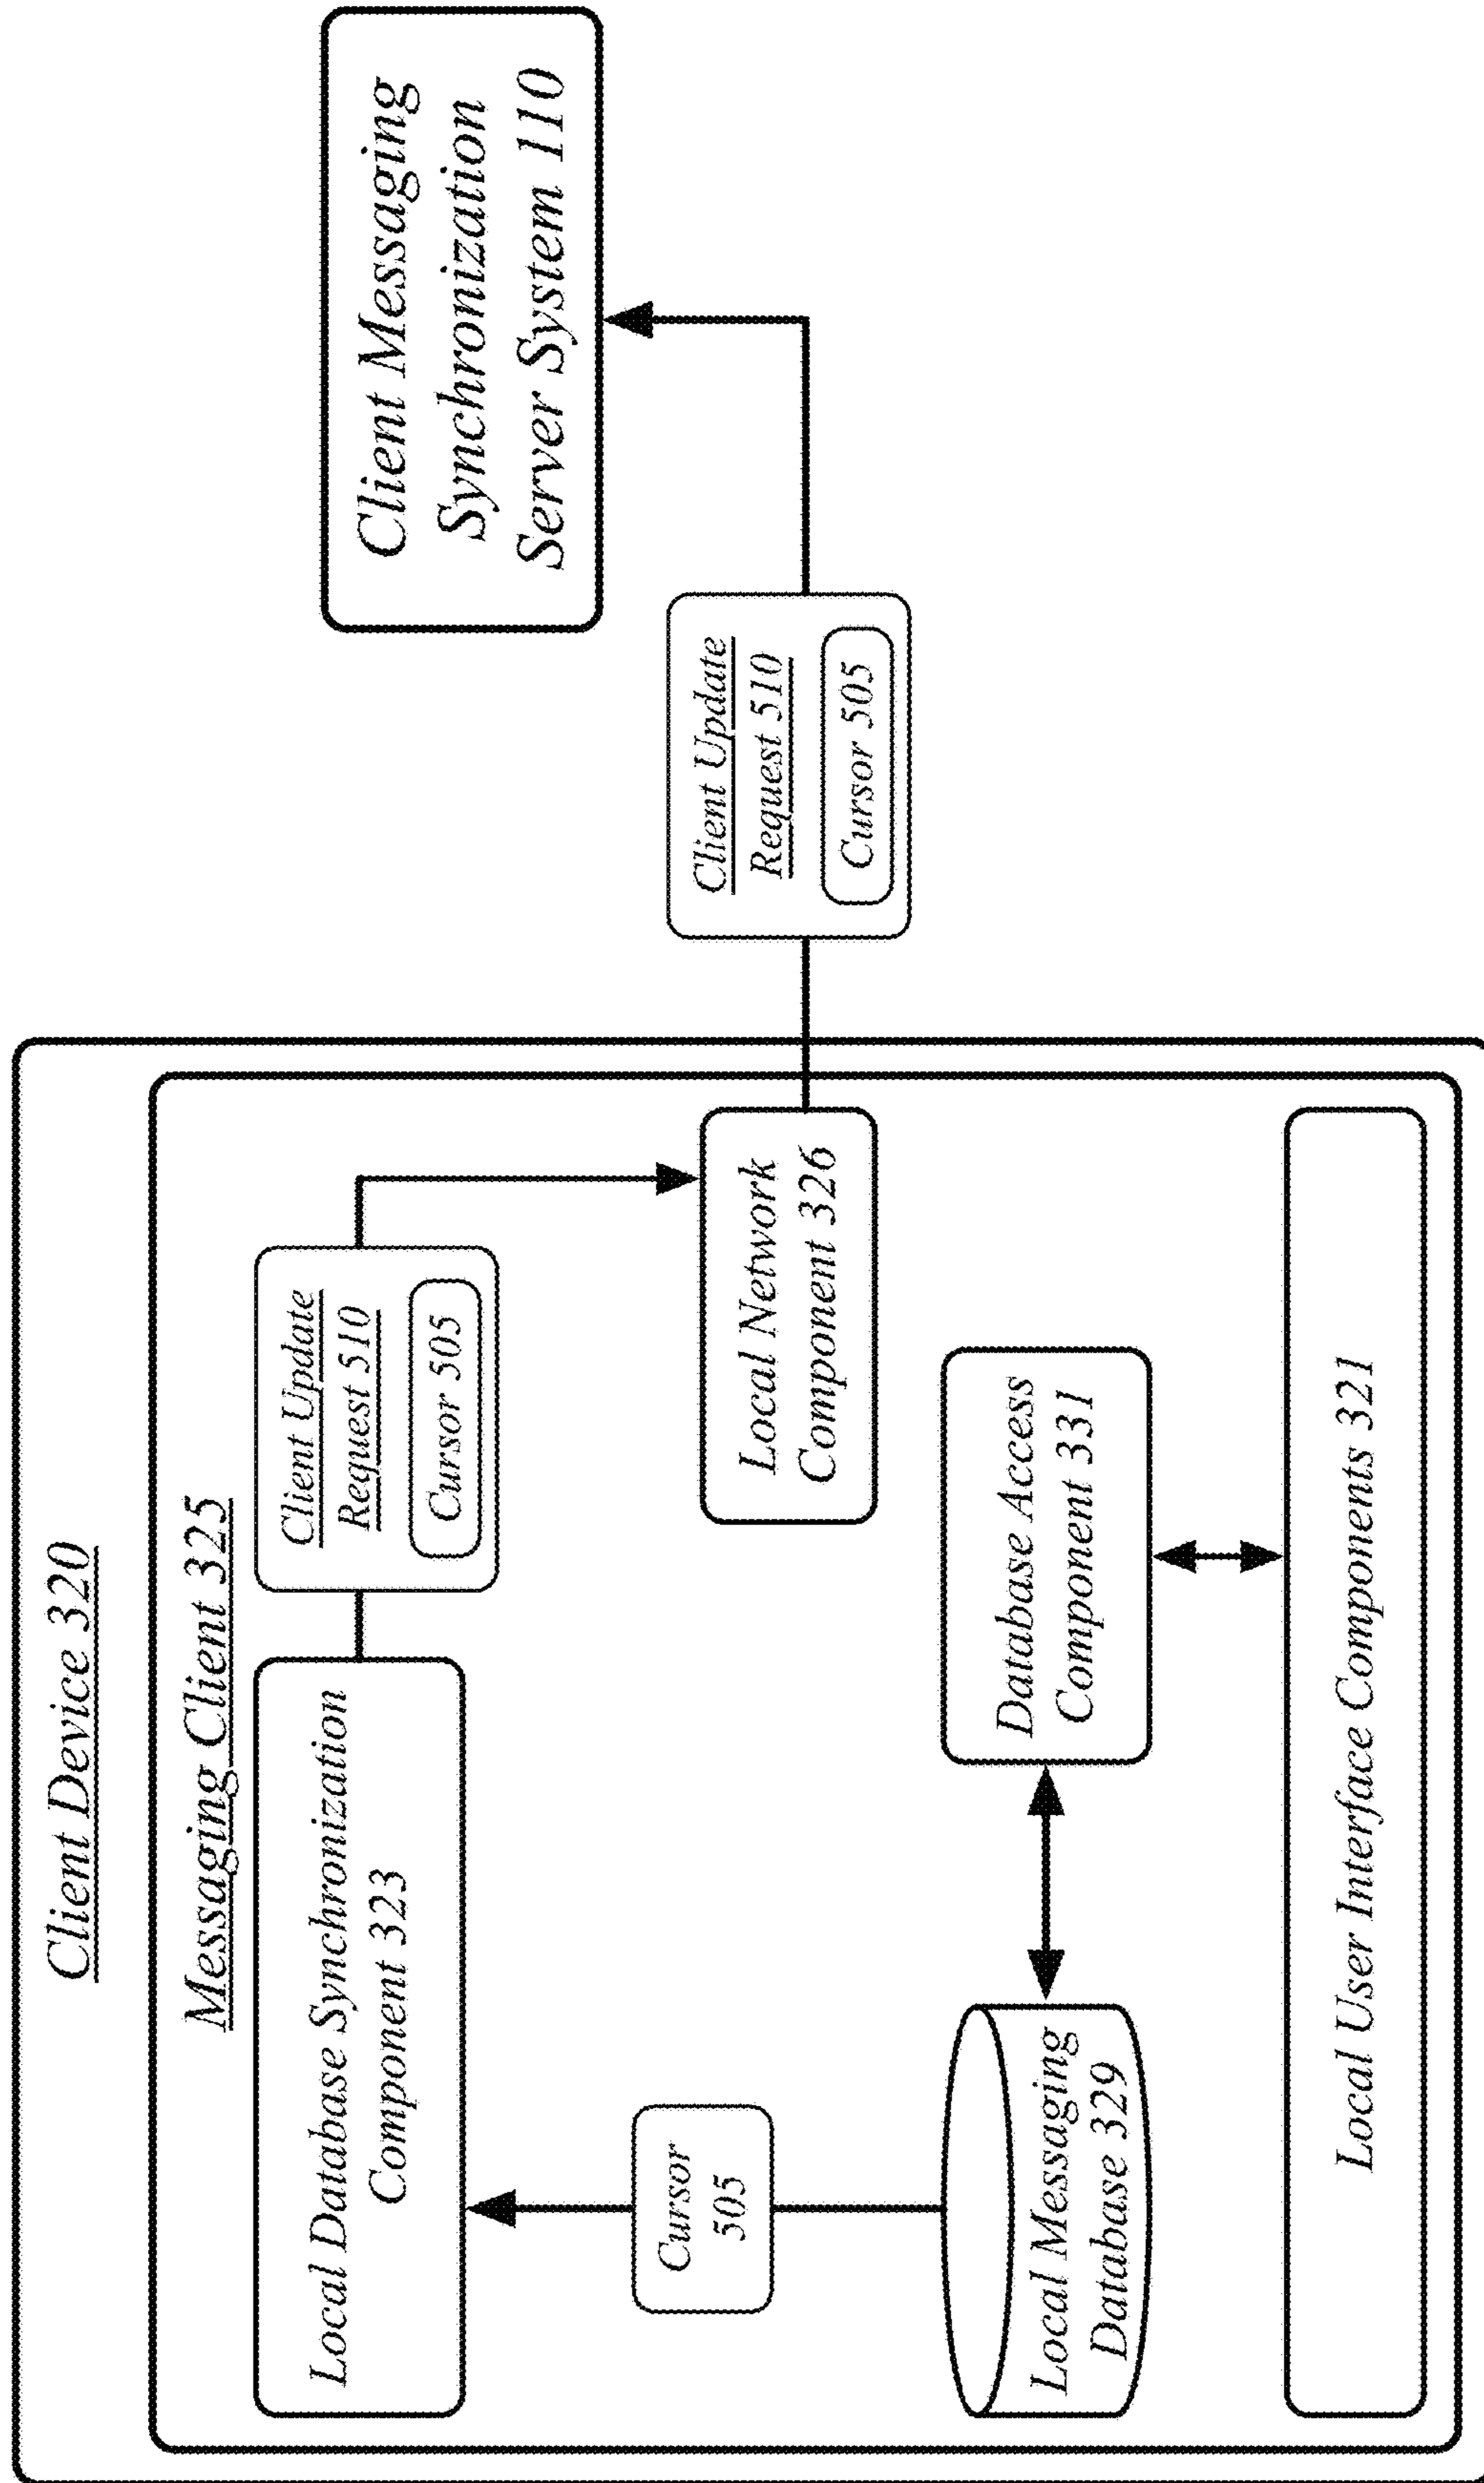 Client Device 320
Messaging Client 325
Local Database Synchronization
Component 323
Client Update
Request 510
Cursor 505
Cursor
505
Local Network
Component 326
Client Update
Request 510
Cursor 505
Client Messaging
Synchronization
Server System 110
Local Messaging
Database 329
Database Access
Component 331
Local User Interface Components 321